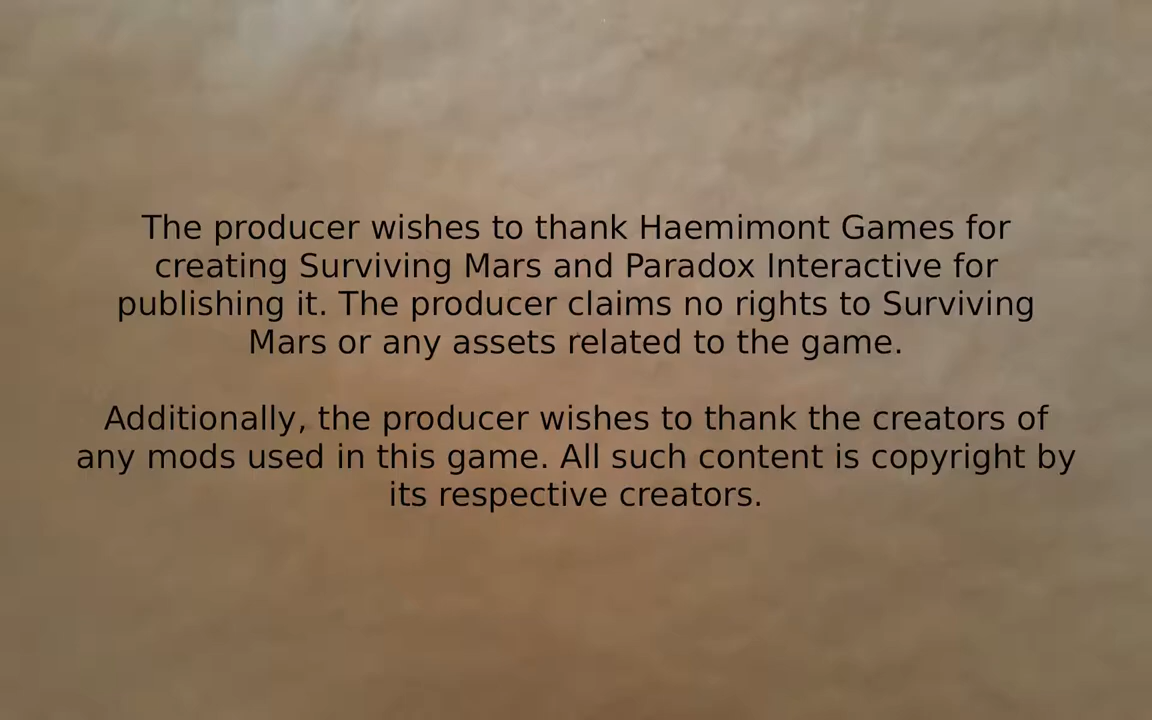 The producer wishes to thank Haemimont Games for
creating Surviving Mars and Paradox Interactive for
publishing it. The producer claims no rights to Surviving
Mars or any assets related to the game.
Additionally, the producer wishes to thank the creators of
any mods used in this game. All such content is copyright by
its respective creators.